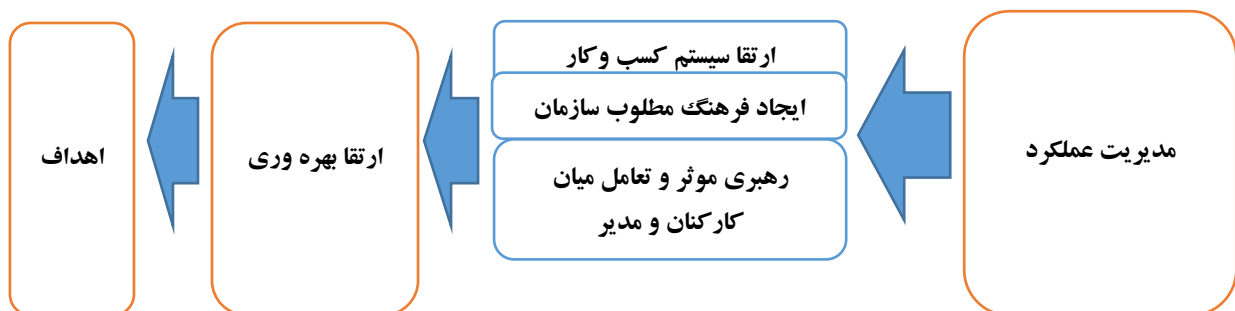 مدیریت عملکرد
ارتقا سیستم کسب وکار
ایجاد فرهنگ مطلوب سازمان
رهبری موثر و تعامل میان
کارکنان و مدیر
ارتقا بهره وری
اهداف